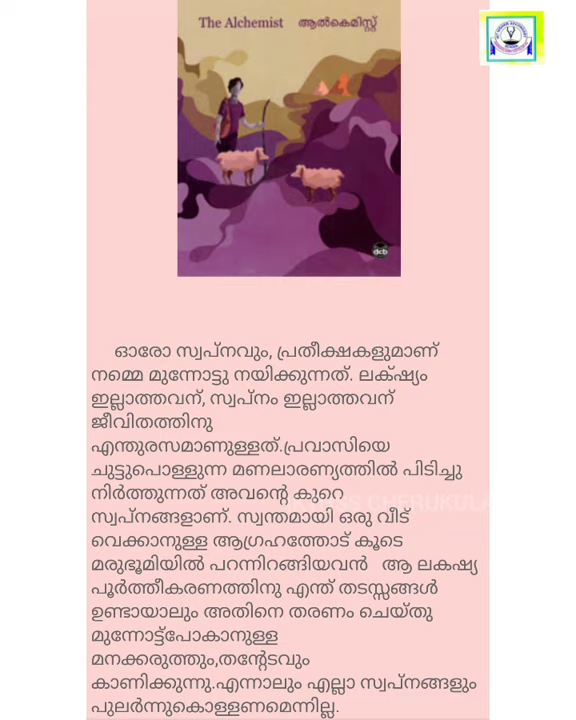 The Alchemist ആൽകെമിസ്റ്റ്
dcb
ഓരോ സ്വപ്നവും, പ്രതീക്ഷകളുമാണ്
നമ്മെ മുന്നോട്ടു നയിക്കുന്നത്. ലക്ഷ്യം
ഇല്ലാത്തവന്, സ്വപ്നം ഇല്ലാത്തവന്
ജീവിതത്തിനു
എന്തുരസമാണുള്ളത്.പ്രവാസിയെ
ചുട്ടുപൊള്ളുന്ന മണലാരണ്യത്തിൽ പിടിച്ചു
നിർത്തുന്നത് അവന്റെ കുറെ
സ്വപ്നങ്ങളാണ്. സ്വന്തമായി ഒരു വീട്
വെക്കാനുള്ള ആഗ്രഹത്തോട് കൂടെ
മരുഭൂമിയിൽ പറന്നിറങ്ങിയവൻ ആ ലകഷ്യ
പൂർത്തീകരണത്തിനു എന്ത് തടസ്സങ്ങൾ
ഉണ്ടായാലും അതിനെ തരണം ചെയ്തു
മുന്നോട്ട്പോകാനുള്ള
മനക്കരുത്തും,തന്റേടവും
കാണിക്കുന്നു.എന്നാലും എല്ലാ സ്വപ്നങ്ങളും
പുലർന്നുകൊള്ളണമെന്നില്ല.